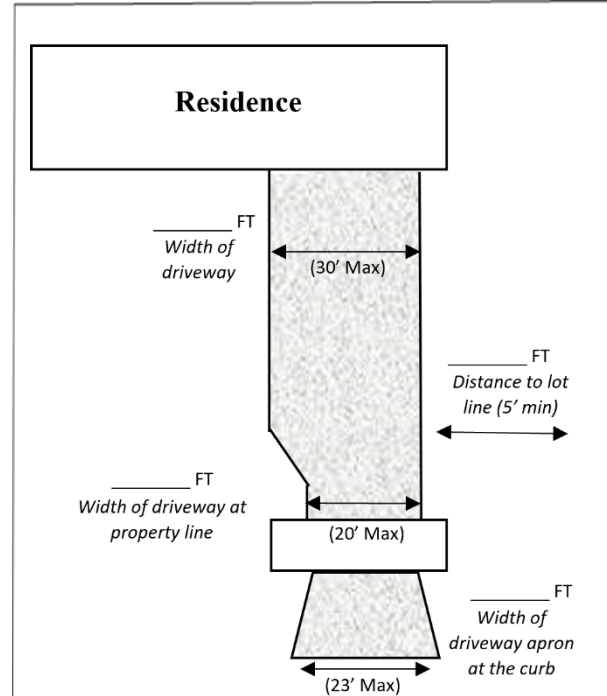 Residence
________ FT
Width of
driveway
(30’ Max)
________ FT
Distance to lot
line (5’ min)
________ FT
Width of driveway at
property line
(20’ Max)
________ FT
Width of
driveway apron
at the curb
(23’ Max)